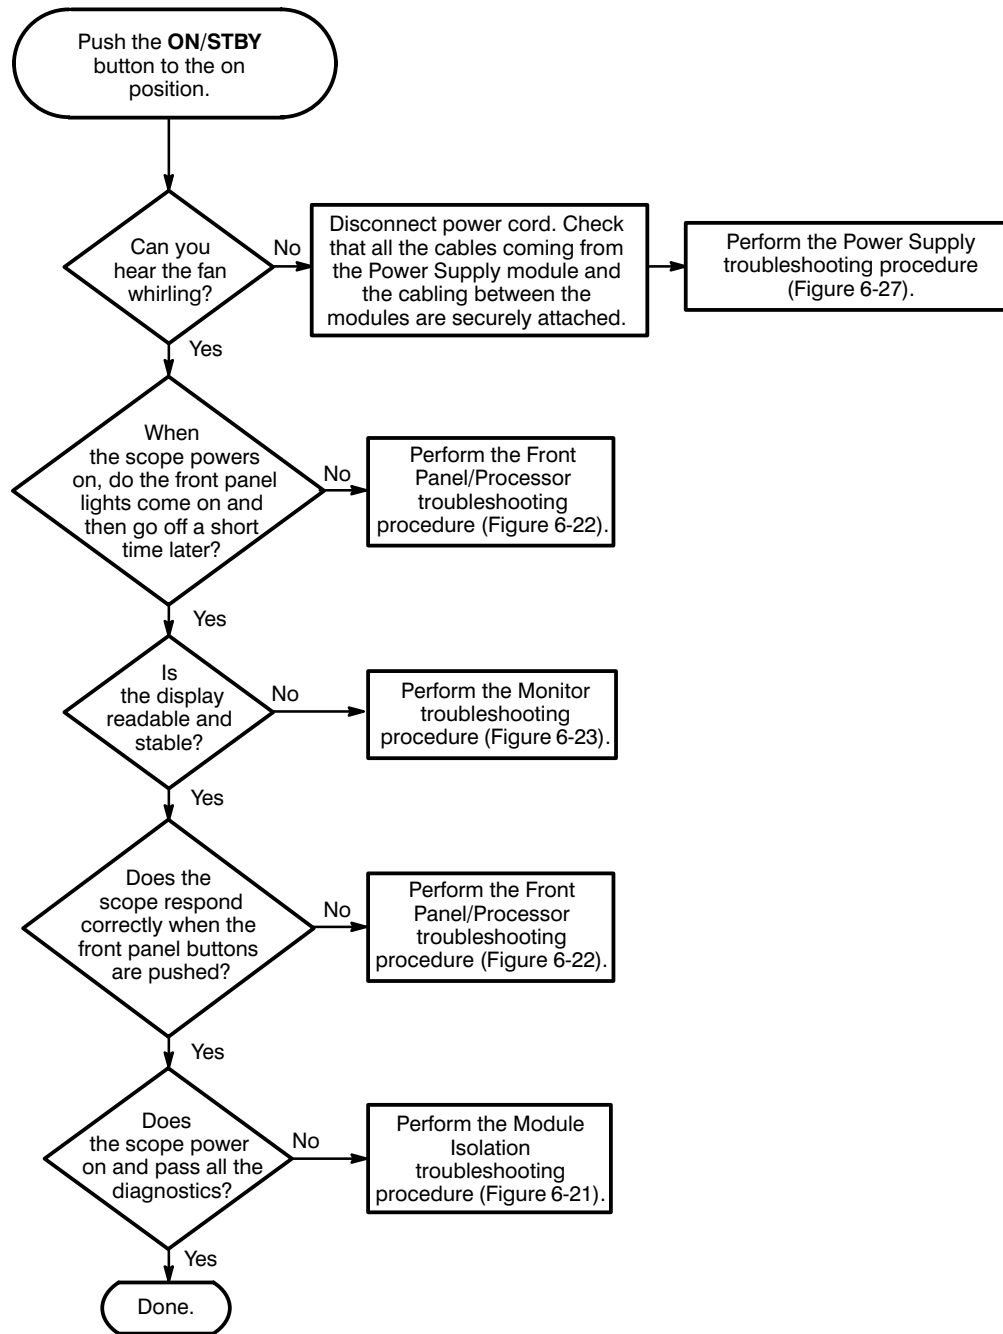 Push the ON/STBY
button to the on
position.
Can you
hear the fan
whirling?
No
Disconnect power cord. Check
that all the cables coming from
the Power Supply module and
the cabling between the
modules are securely attached.
Perform the Power Supply
troubleshooting procedure
(Figure 6-27).
Yes
When
the scope powers
on, do the front panel
lights come on and
then go off a short
time later?
No
Perform the Front
Panel/Processor
troubleshooting
procedure (Figure 6-22).
Yes
Is
the display
readable and
stable?
No
Perform the Monitor
troubleshooting
procedure (Figure 6-23).
Yes
Does the
scope respond
correctly when the
front panel buttons
are pushed?
No
Perform the Front
Panel/Processor
troubleshooting
procedure (Figure 6-22).
Yes
Does
the scope power
on and pass all the
diagnostics?
No
Perform the Module
Isolation
troubleshooting
procedure (Figure 6-21).
Yes
Done.